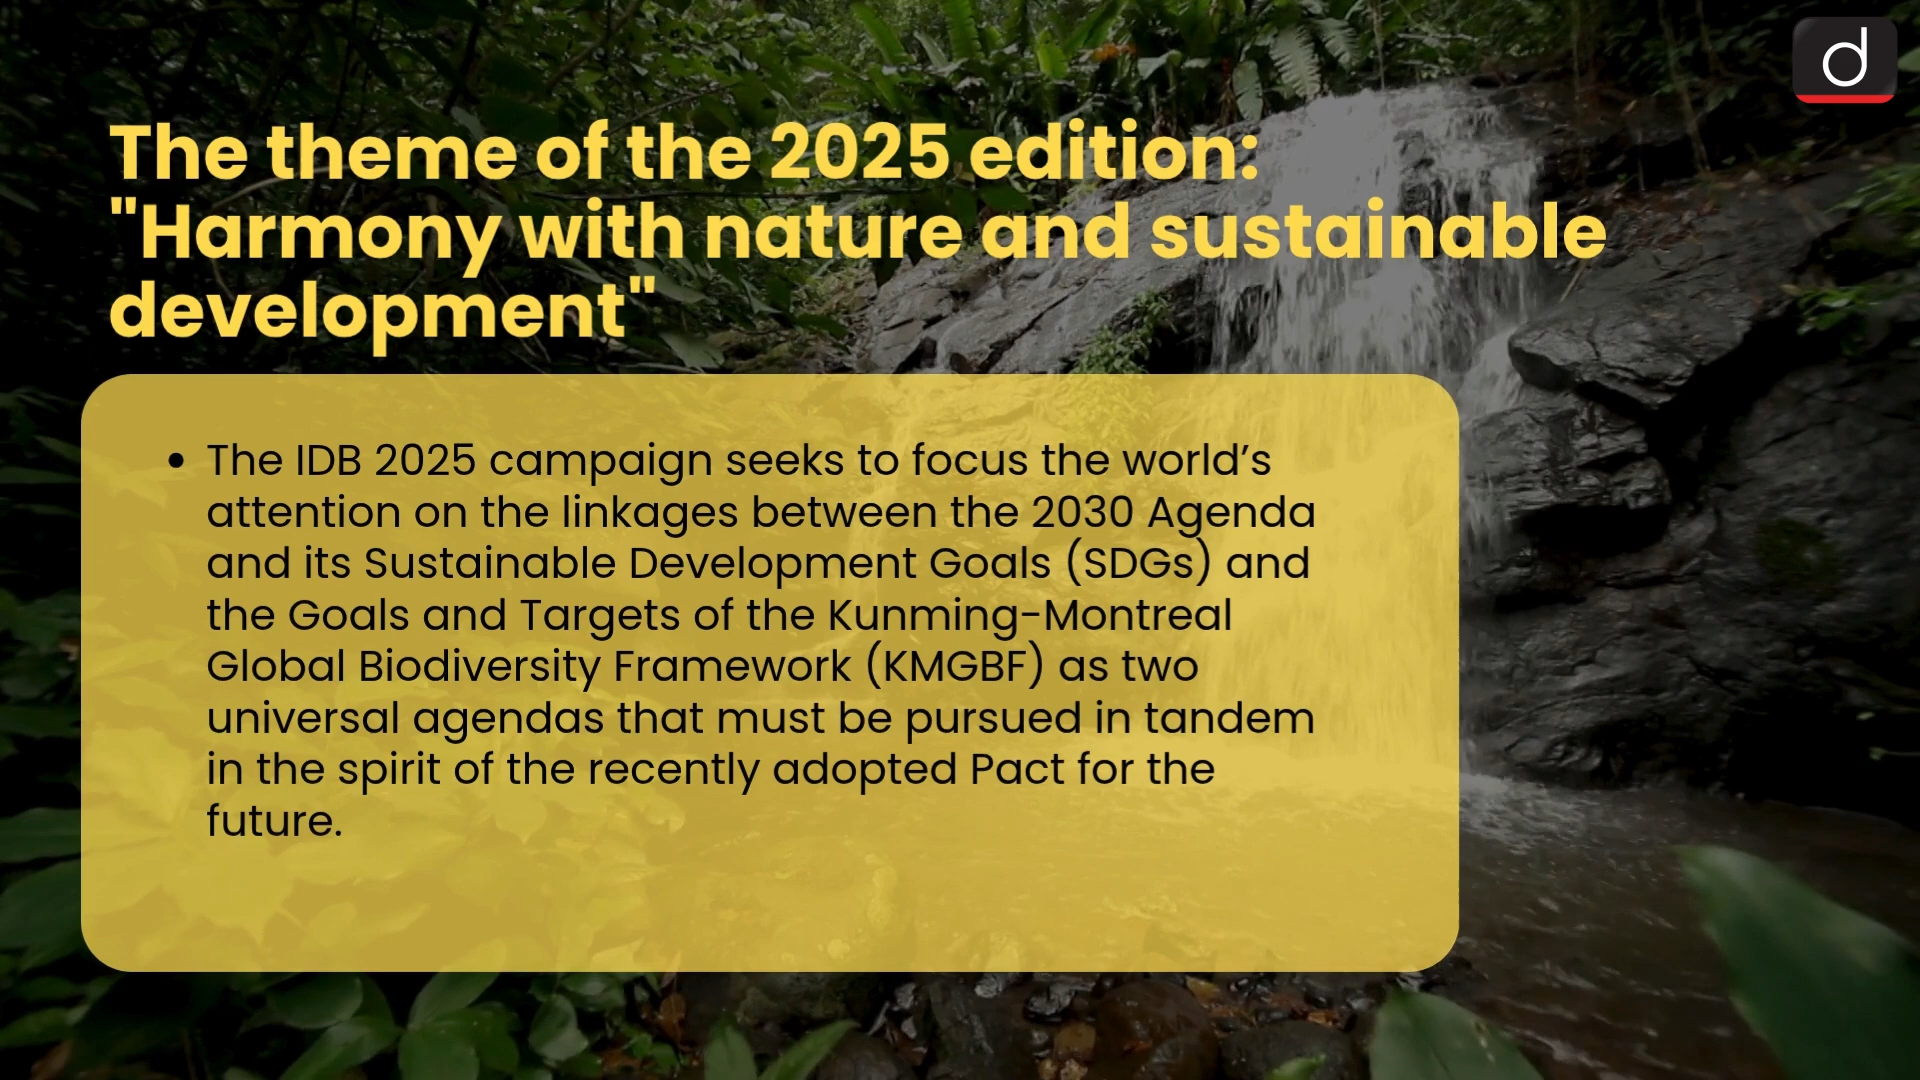 d
The theme of the 2025 edition:
"Harmony with nature and sustainable
development"
• The IDB 2025 campaign seeks to focus the world’s
attention on the linkages between the 2030 Agenda
and its Sustainable Development Goals (SDGs) and
the Goals and Targets of the Kunming-Montreal
Global Biodiversity Framework (KMGBF) as two
universal agendas that must be pursued in tandem
in the spirit of the recently adopted Pact for the
future.